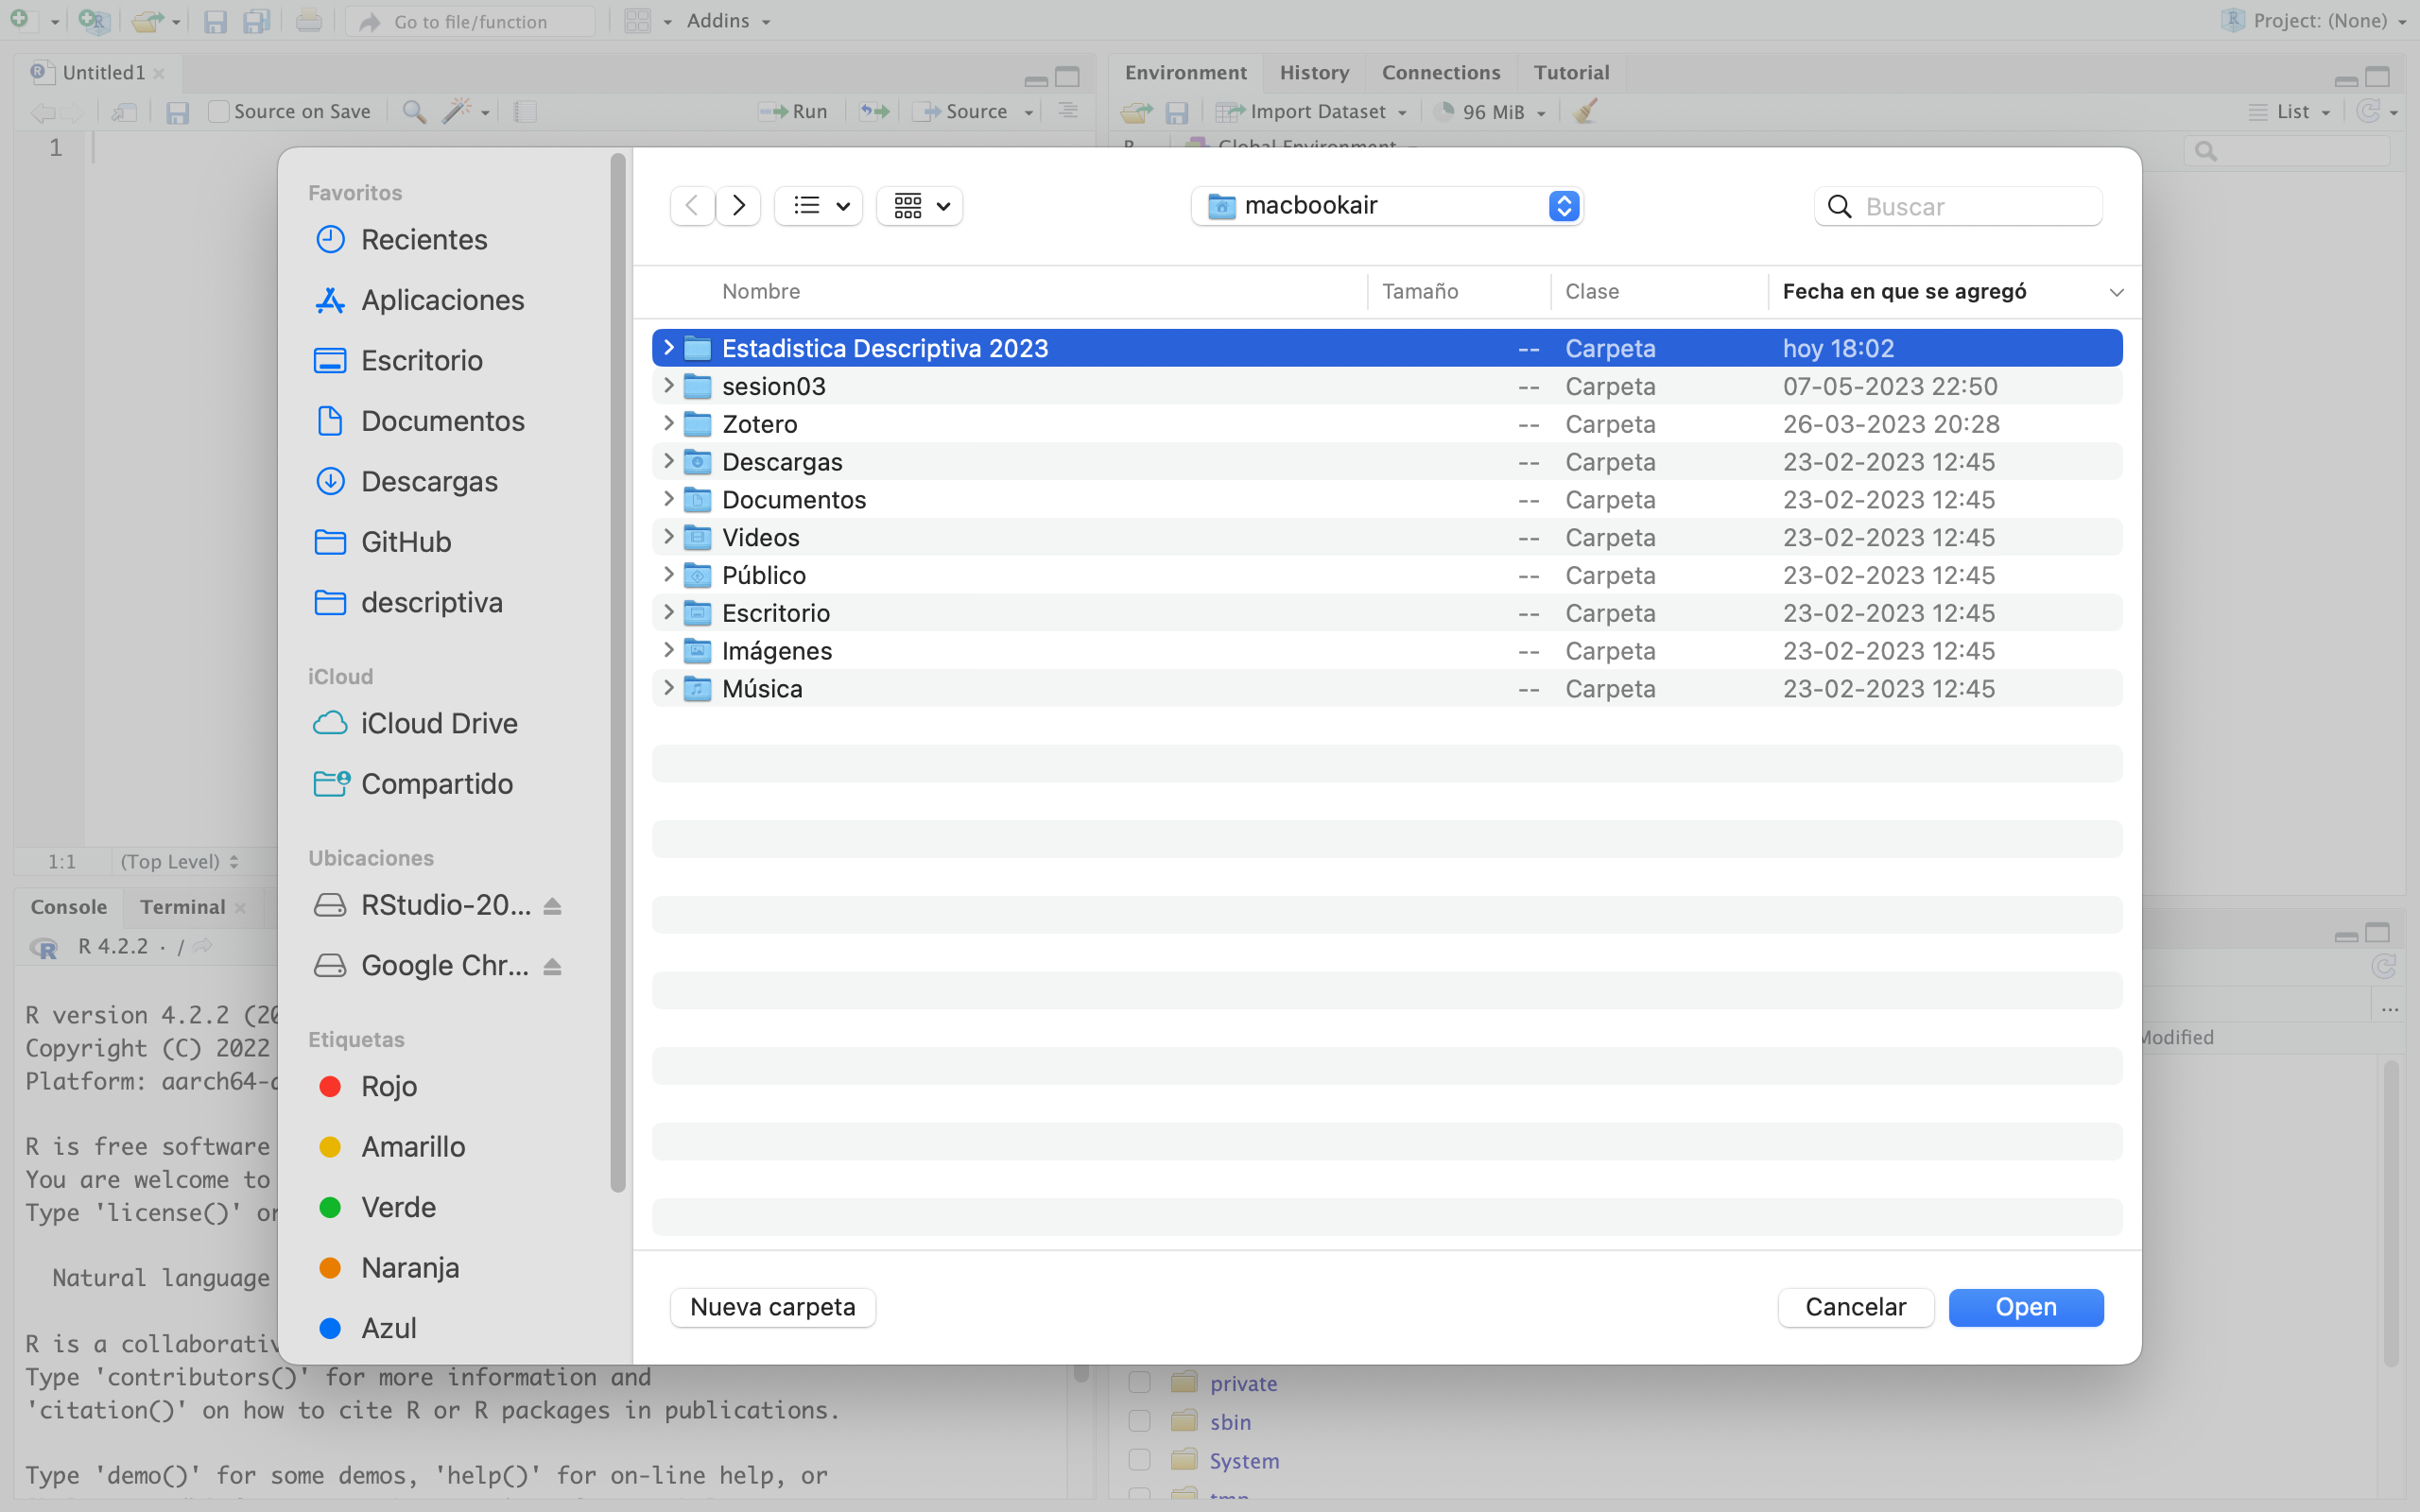 Go to file/function
Addins
Project: (None)
Untitled1
Source on Save
Run
Source
1
1:1
(Top Level)
Environment
History
Connections
Tutorial
Import Dataset
96 MiB
List
R
Global Environment
Favoritos
Recientes
Aplicaciones
Escritorio
Documentos
Descargas
GitHub
descriptiva
iCloud
iCloud Drive
Compartido
Ubicaciones
RStudio-20...
Google Chr...
Etiquetas
Rojo
Amarillo
Verde
Naranja
Azul
macbookair
Buscar
Nombre Tamaño Clase Fecha en que se agregó
Estadistica Descriptiva 2023 -- Carpeta hoy 18:02
sesion03 -- Carpeta 07-05-2023 22:50
Zotero -- Carpeta 26-03-2023 20:28
Descargas -- Carpeta 23-02-2023 12:45
Documentos -- Carpeta 23-02-2023 12:45
Videos -- Carpeta 23-02-2023 12:45
Público -- Carpeta 23-02-2023 12:45
Escritorio -- Carpeta 23-02-2023 12:45
Imágenes -- Carpeta 23-02-2023 12:45
Música -- Carpeta 23-02-2023 12:45
Nueva carpeta
Cancelar
Open
Console
Terminal
R 4.2.2 · /
R version 4.2.2 (20
Copyright (C) 2022
Platform: aarch64-a
R is free software
You are welcome to
Type 'license()' or
Natural language
R is a collaborativ
Type 'contributors()' for more information and
'citation()' on how to cite R or R packages in publications.
Type 'demo()' for some demos, 'help()' for on-line help, or
...
Modified
private
sbin
System
tmp